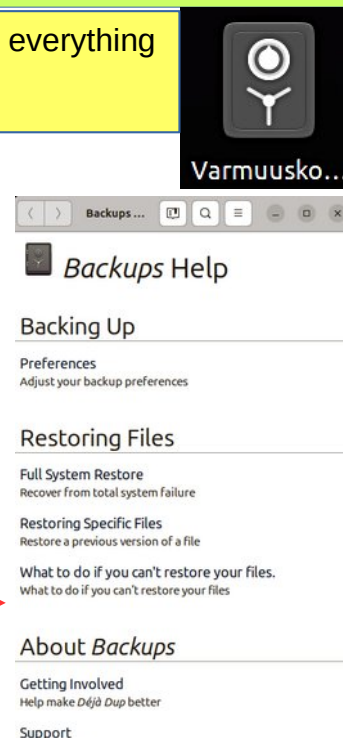 everything
Varmuusko...
Backups ...
Backups Help
Backing Up
Preferences
Adjust your backup preferences
Restoring Files
Full System Restore
Recover from total system failure
Restoring Specific Files
Restore a previous version of a file
What to do if you can't restore your files.
What to do if you can't restore your files
About Backups
Getting Involved
Help make Déjà Dup better
Support